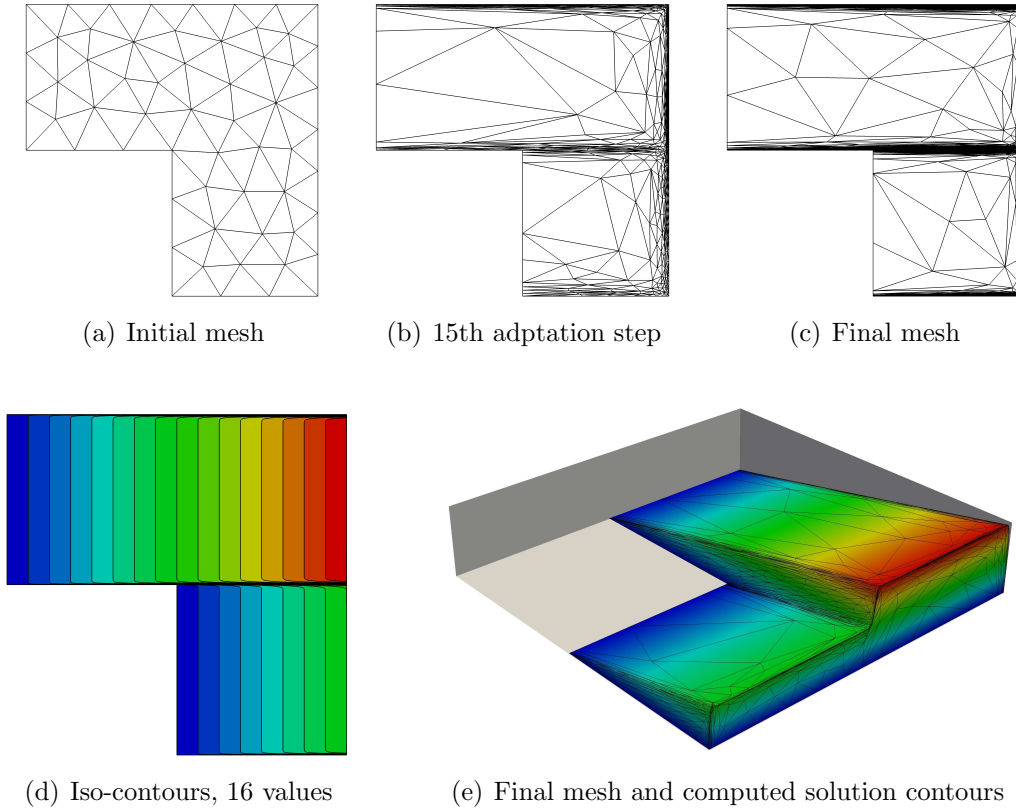 (a) Initial mesh
(b) 15th adptation step
(c) Final mesh
(d) Iso-contours, 16 values
(e) Final mesh and computed solution contours